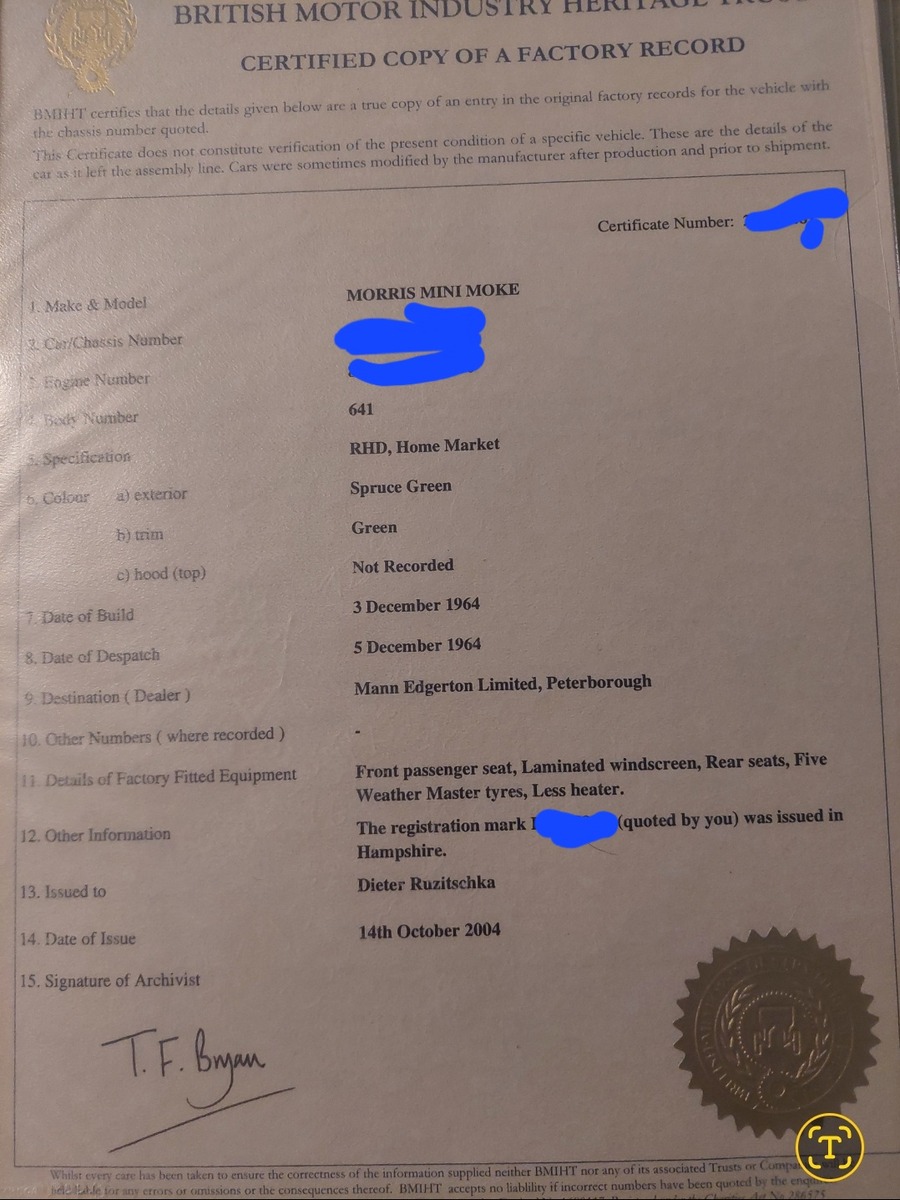 BRITISH MOTOR INDUSTRY HERITAGE
CERTIFIED COPY OF A FACTORY RECORD
BMIHT certifies that the details given below are a true copy of an entry in the original factory records for the vehicle with
the chassis number quoted.
This Certificate does not constitute verification of the present condition of a specific vehicle. These are the details of the
car as it left the assembly line. Cars were sometimes modified by the manufacturer after production and prior to shipment.
Certificate Number:
1. Make & Model MORRIS MINI MOKE
2. Car/Chassis Number
3. Engine Number
4. Body Number 641
5. Specification RHD, Home Market
6. Colour a) exterior Spruce Green
b) trim Green
c) hood (top) Not Recorded
7. Date of Build 3 December 1964
8. Date of Despatch 5 December 1964
9. Destination ( Dealer ) Mann Edgerton Limited, Peterborough
10. Other Numbers ( where recorded ) -
11. Details of Factory Fitted Equipment Front passenger seat, Laminated windscreen, Rear seats, Five
Weather Master tyres, Less heater.
12. Other Information The registration mark (quoted by you) was issued in
Hampshire.
13. Issued to Dieter Ruzitschka
14. Date of Issue 14th October 2004
15. Signature of Archivist
T. F. Bryan
Whilst every care has been taken to ensure the correctness of the information supplied neither BMIHT nor any of its associated Trusts or
held liable for any errors or omissions or the consequences thereof. BMIHT accepts no liablility if incorrect numbers have been quoted by the